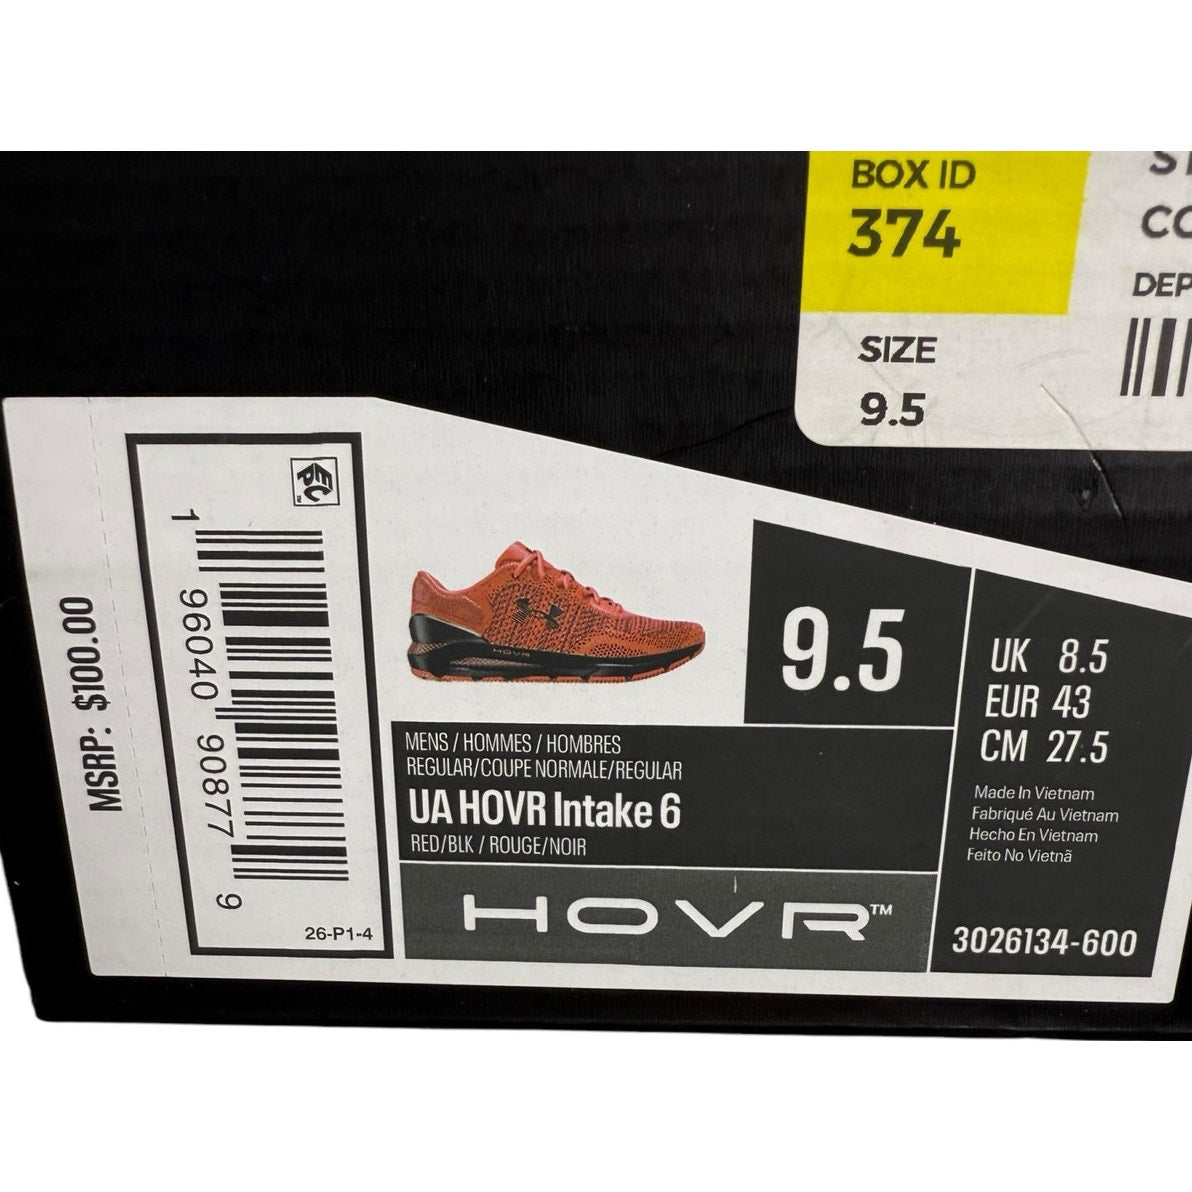 BOX ID
374
SIZE
9.5
DEP
MSRP: $100.00
1 96040 90877 9
26-P1-4
9.5
UK 8.5
EUR 43
CM 27.5
MENS / HOMMES / HOMBRES
REGULAR/COUPE NORMALE/REGULAR
UA HOVR Intake 6
RED/BLK / ROUGE/NOIR
HOVR™
Made In Vietnam
Fabriqué Au Vietnam
Hecho En Vietnam
Feito No Vietnã
3026134-600